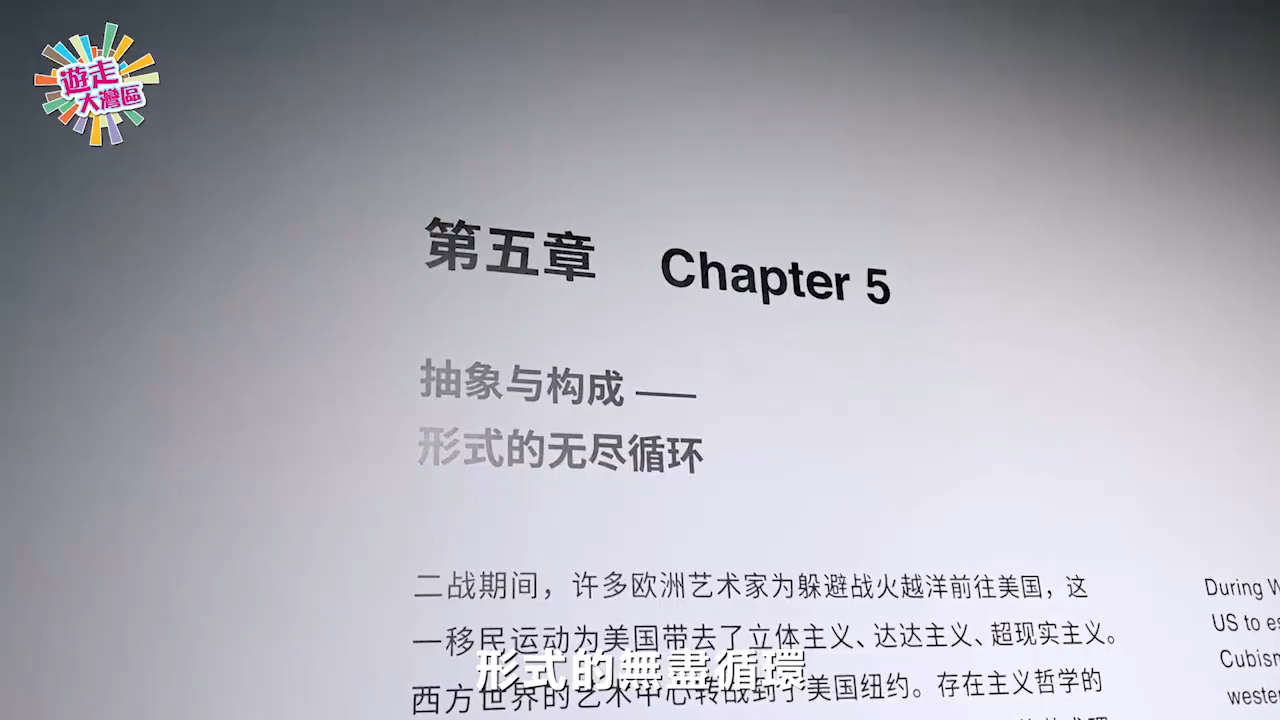 遊走
大灣區
第五章 Chapter 5
抽象与构成 ——
形式的无尽循环
二战期间，许多欧洲艺术家为躲避战火越洋前往美国，这
一移民运动为美国带去了立体主义、达达主义、超现实主义。
西方世界的艺术中心转战到了美国纽约。存在主义哲学的
During W
US to es
Cubism
weste
形式的無盡循環